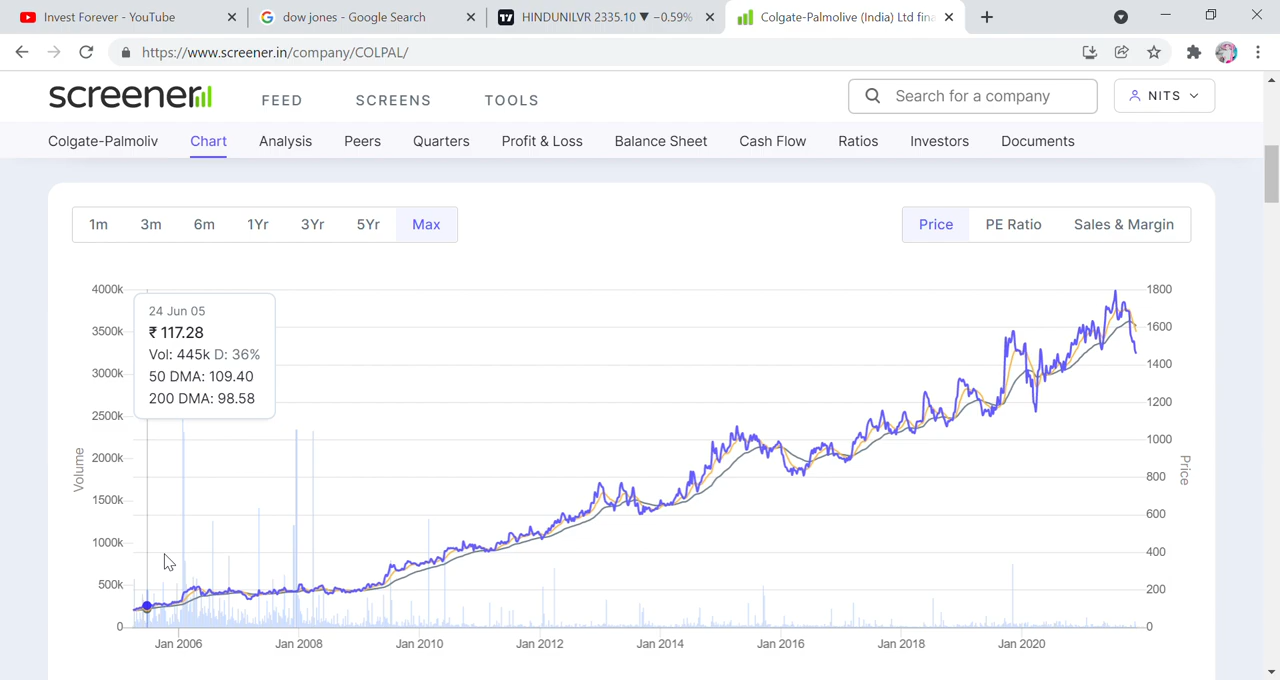 Invest Forever - YouTube
dow jones - Google Search
HINDUNILVR 2335.10 ▼ −0.59%
Colgate-Palmolive (India) Ltd fina
https://www.screener.in/company/COLPAL/
screener
FEED
SCREENS
TOOLS
Search for a company
NITS
Colgate-Palmoliv
Chart
Analysis
Peers
Quarters
Profit & Loss
Balance Sheet
Cash Flow
Ratios
Investors
Documents
1m 3m 6m 1Yr 3Yr 5Yr Max
Price PE Ratio Sales & Margin
24 Jun 05
₹ 117.28
Vol: 445k D: 36%
50 DMA: 109.40
200 DMA: 98.58
4000k
3500k
3000k
2500k
2000k
1500k
1000k
500k
0
Volume
1800
1600
1400
1200
1000
800
600
400
200
0
Price
Jan 2006 Jan 2008 Jan 2010 Jan 2012 Jan 2014 Jan 2016 Jan 2018 Jan 2020